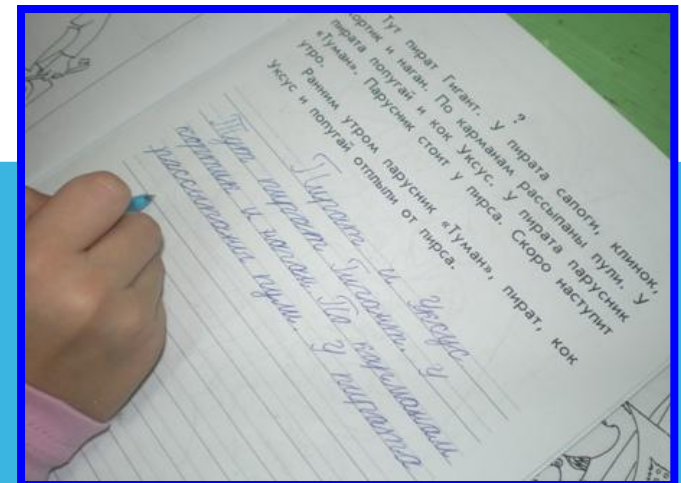 ?
Тут пират Гигант. У пирата сапоги, клинок,
кортик и наган. По карманам рассыпаны пули. У
пирата попугай и кок Уксус. У пирата парусник
«Туман». Парусник стоит у пирса. Скоро наступит
утро.
Ранним утром парусник «Туман», пират, кок
Уксус и попугай отплыли от пирса.
Пират и Уксус
Тут пират Гигант. У
кортик и наган По карманам
рассыпаны пули. У пирата